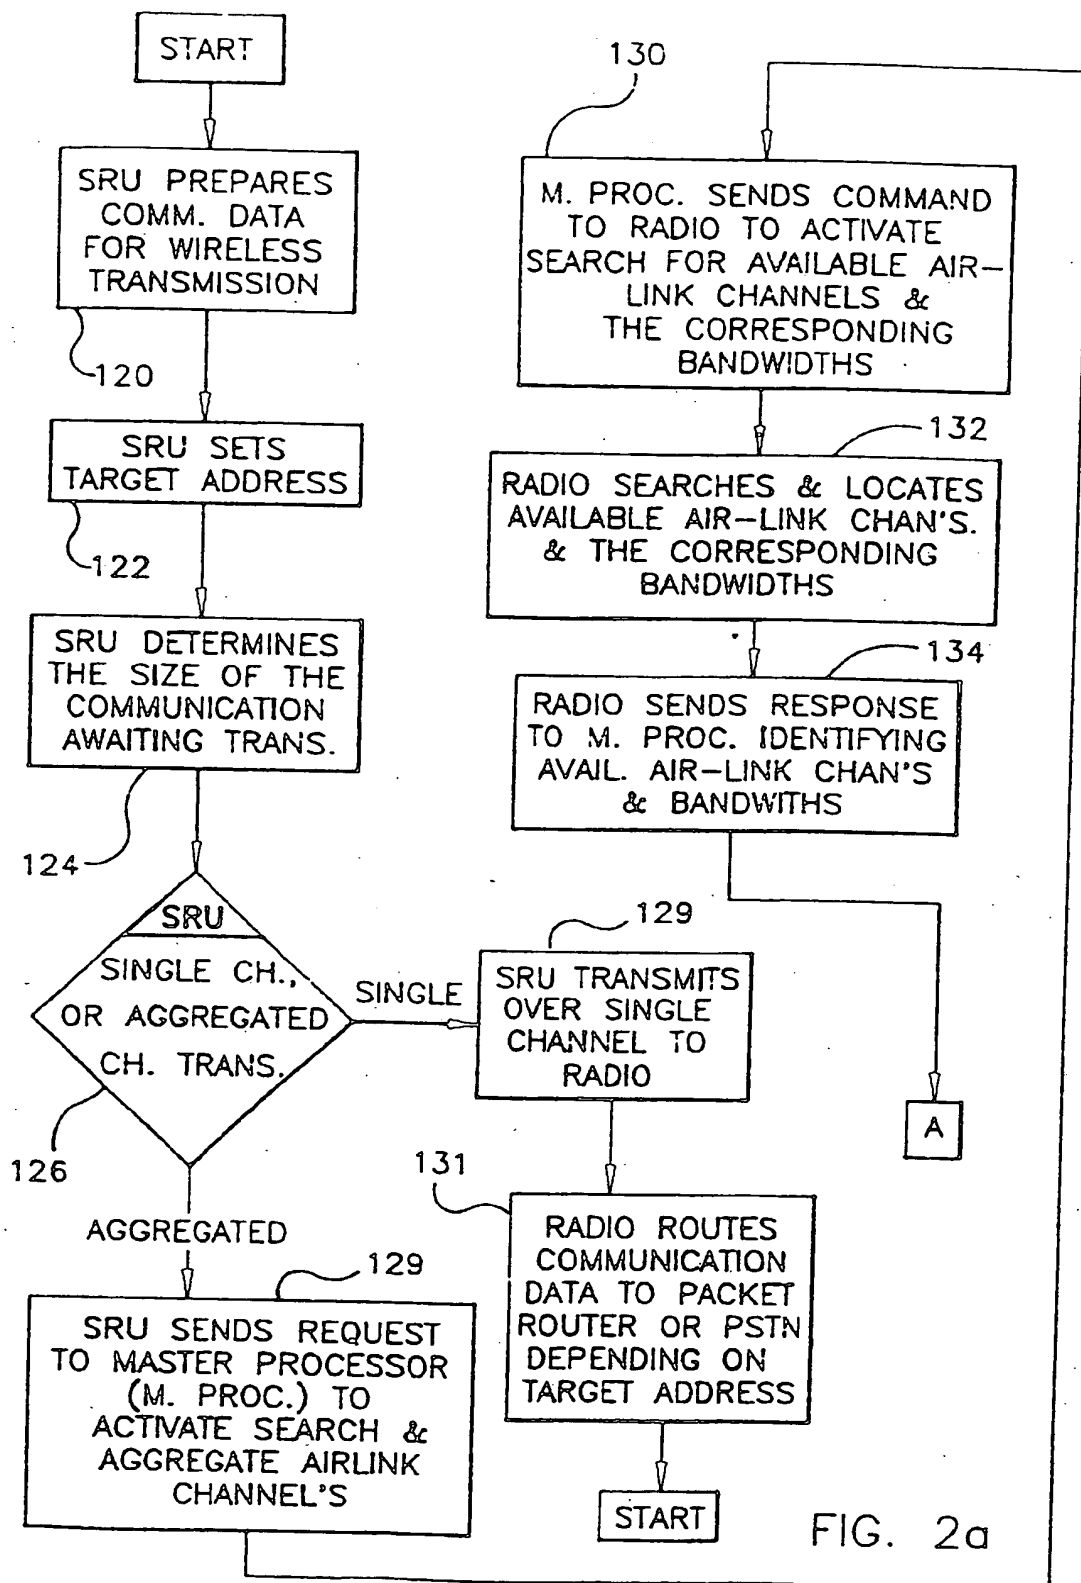 START
SRU PREPARES
COMM. DATA
FOR WIRELESS
TRANSMISSION
120
SRU SETS
TARGET ADDRESS
122
SRU DETERMINES
THE SIZE OF THE
COMMUNICATION
AWAITING TRANS.
124
SRU
SINGLE CH.,
OR AGGREGATED
CH. TRANS.
126
SINGLE
AGGREGATED
129
SRU SENDS REQUEST
TO MASTER PROCESSOR
(M. PROC.) TO
ACTIVATE SEARCH &
AGGREGATE AIRLINK
CHANNEL'S
129
SRU TRANSMITS
OVER SINGLE
CHANNEL TO
RADIO
131
RADIO ROUTES
COMMUNICATION
DATA TO PACKET
ROUTER OR PSTN
DEPENDING ON
TARGET ADDRESS
START
130
M. PROC. SENDS COMMAND
TO RADIO TO ACTIVATE
SEARCH FOR AVAILABLE AIR-
LINK CHANNELS &
THE CORRESPONDING
BANDWIDTHS
132
RADIO SEARCHES & LOCATES
AVAILABLE AIR-LINK CHAN'S.
& THE CORRESPONDING
BANDWIDTHS
134
RADIO SENDS RESPONSE
TO M. PROC. IDENTIFYING
AVAIL. AIR-LINK CHAN'S
& BANDWITHS
A
FIG. 2a